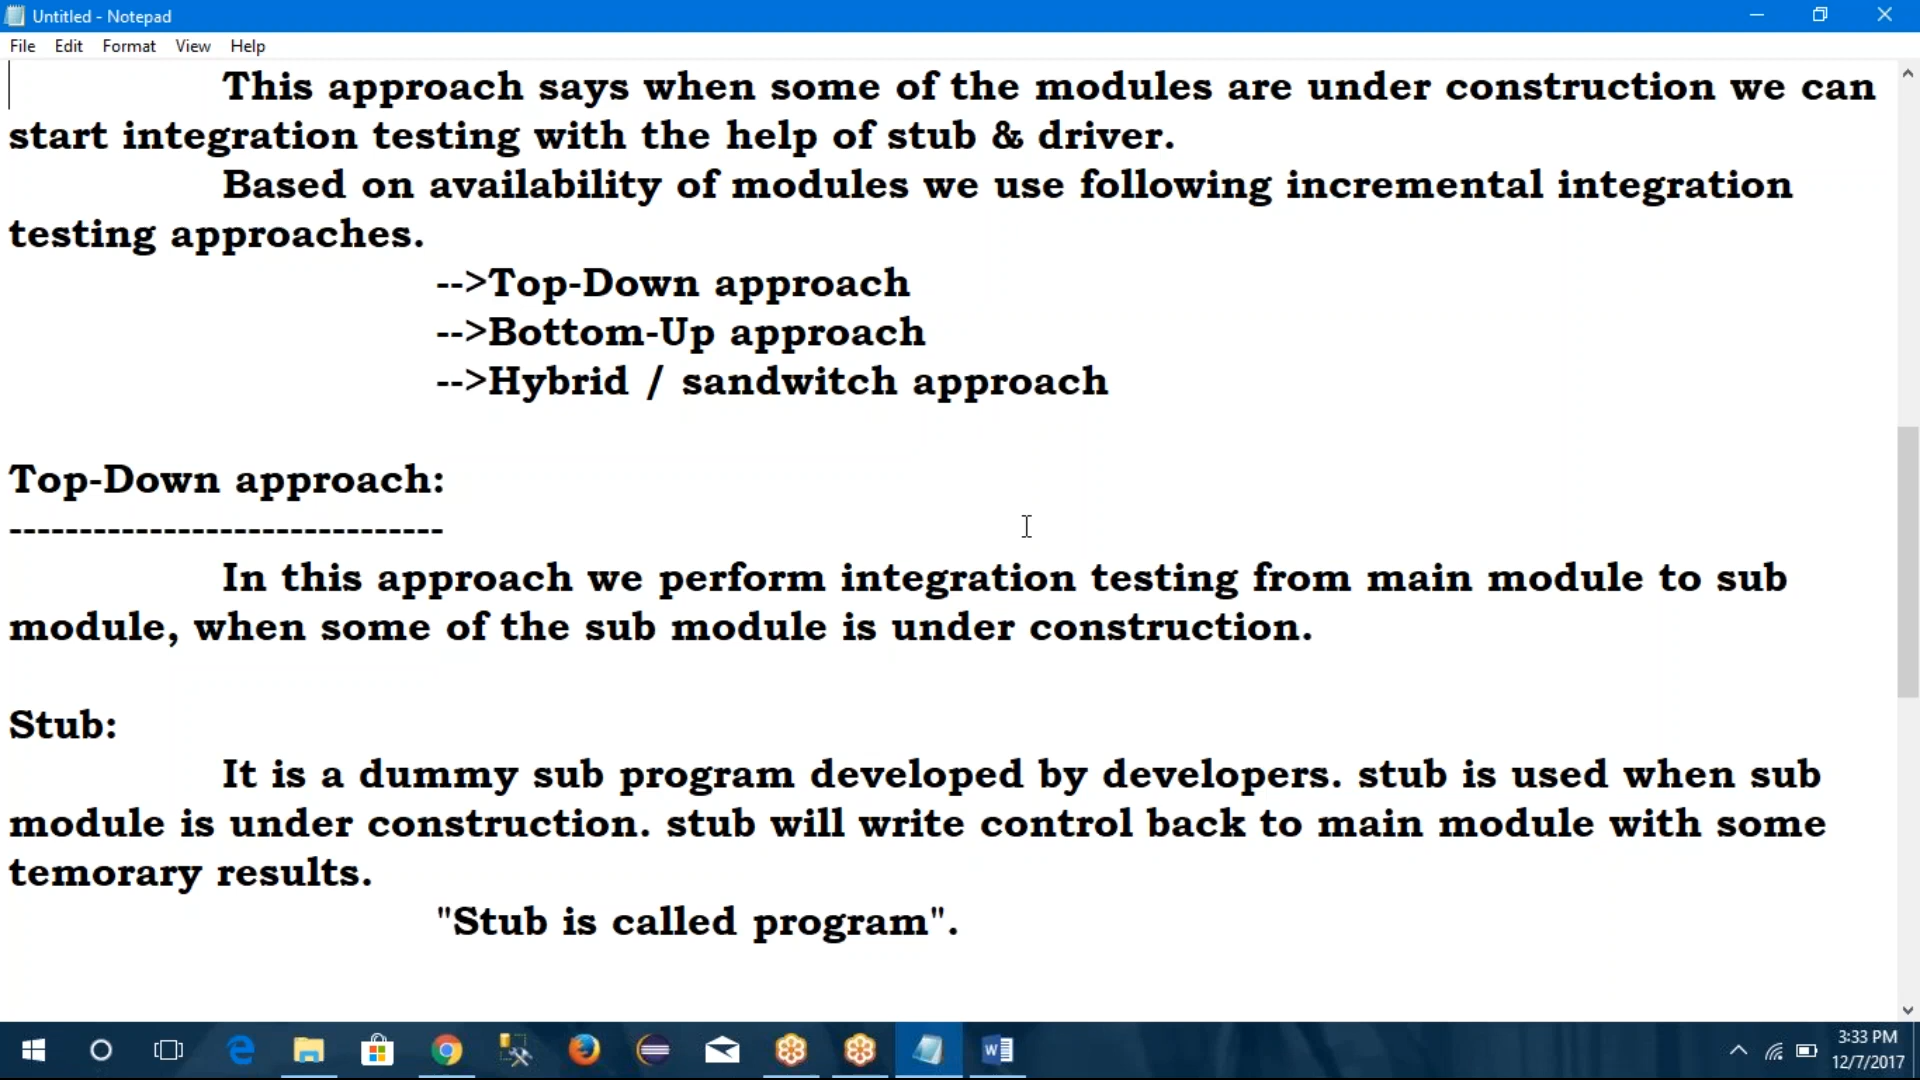 Untitled - Notepad
File Edit Format View Help
This approach says when some of the modules are under construction we can
start integration testing with the help of stub & driver.
Based on availability of modules we use following incremental integration
testing approaches.
-->Top-Down approach
-->Bottom-Up approach
-->Hybrid / sandwitch approach
Top-Down approach:
-------------------------------
In this approach we perform integration testing from main module to sub
module, when some of the sub module is under construction.
Stub:
It is a dummy sub program developed by developers. stub is used when sub
module is under construction. stub will write control back to main module with some
temorary results.
"Stub is called program".
3:33 PM
12/7/2017